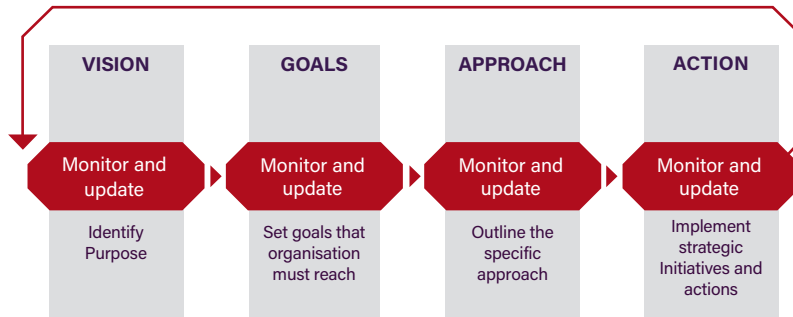 VISION
GOALS
APPROACH
ACTION
Monitor and
update
Monitor and
update
Monitor and
update
Monitor and
update
Identify
Purpose
Set goals that
organisation
must reach
Outline the
specific
approach
Implement
strategic
Initiatives and
actions